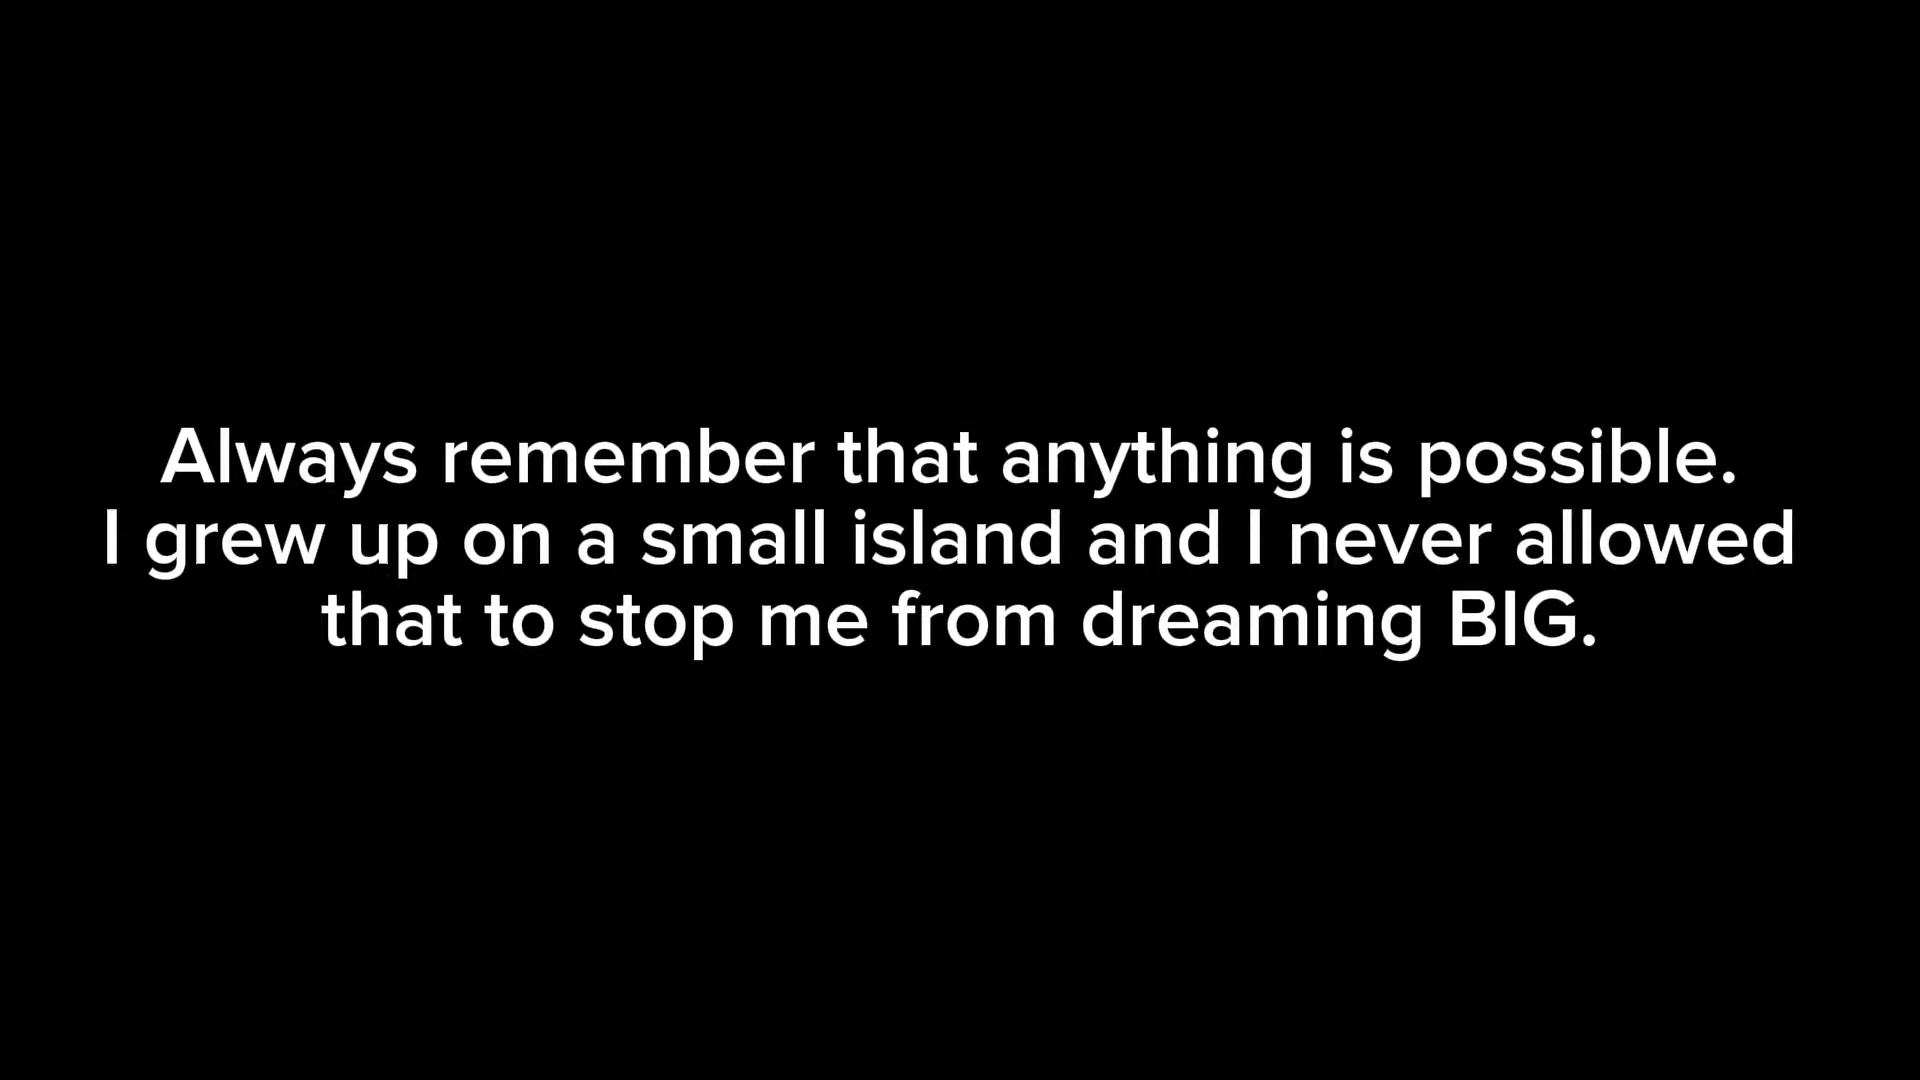 Always remember that anything is possible.
I grew up on a small island and I never allowed
that to stop me from dreaming BIG.